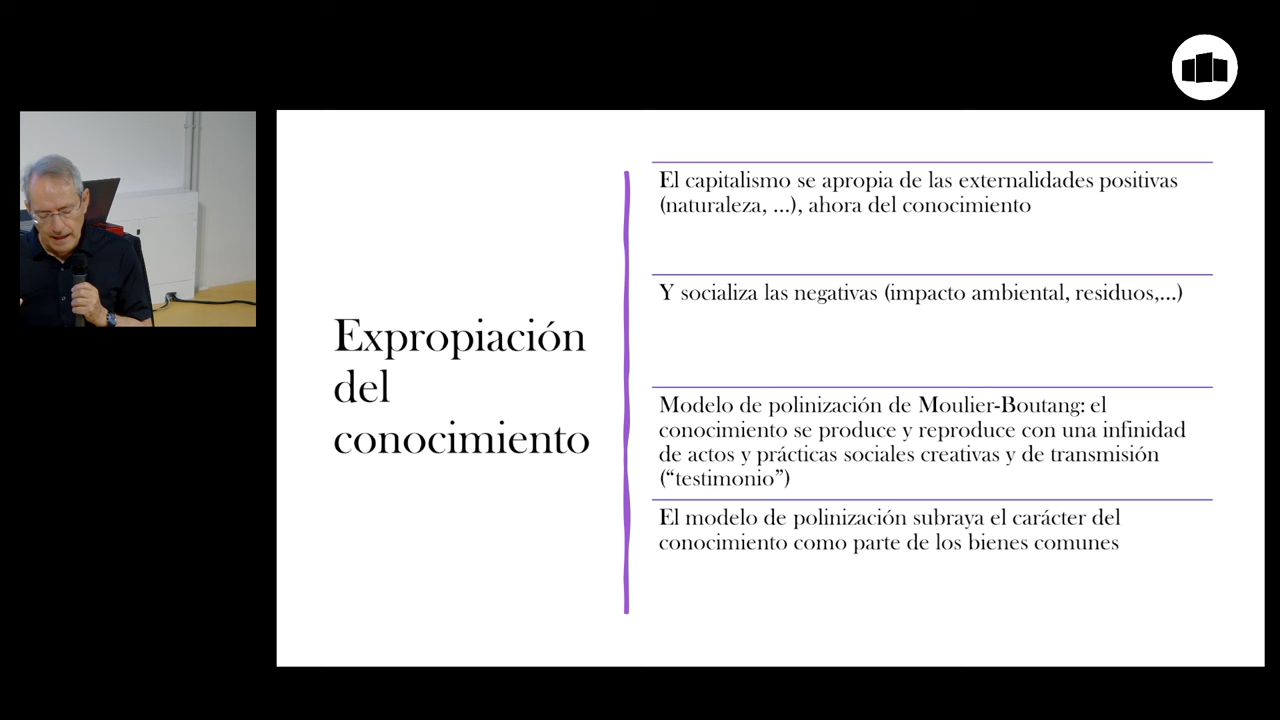 Expropiación
del
conocimiento
El capitalismo se apropia de las externalidades positivas
(naturaleza, ...), ahora del conocimiento
Y socializa las negativas (impacto ambiental, residuos,...)
Modelo de polinización de Moulier-Boutang: el
conocimiento se produce y reproduce con una infinidad
de actos y prácticas sociales creativas y de transmisión
(“testimonio”)
El modelo de polinización subraya el carácter del
conocimiento como parte de los bienes comunes